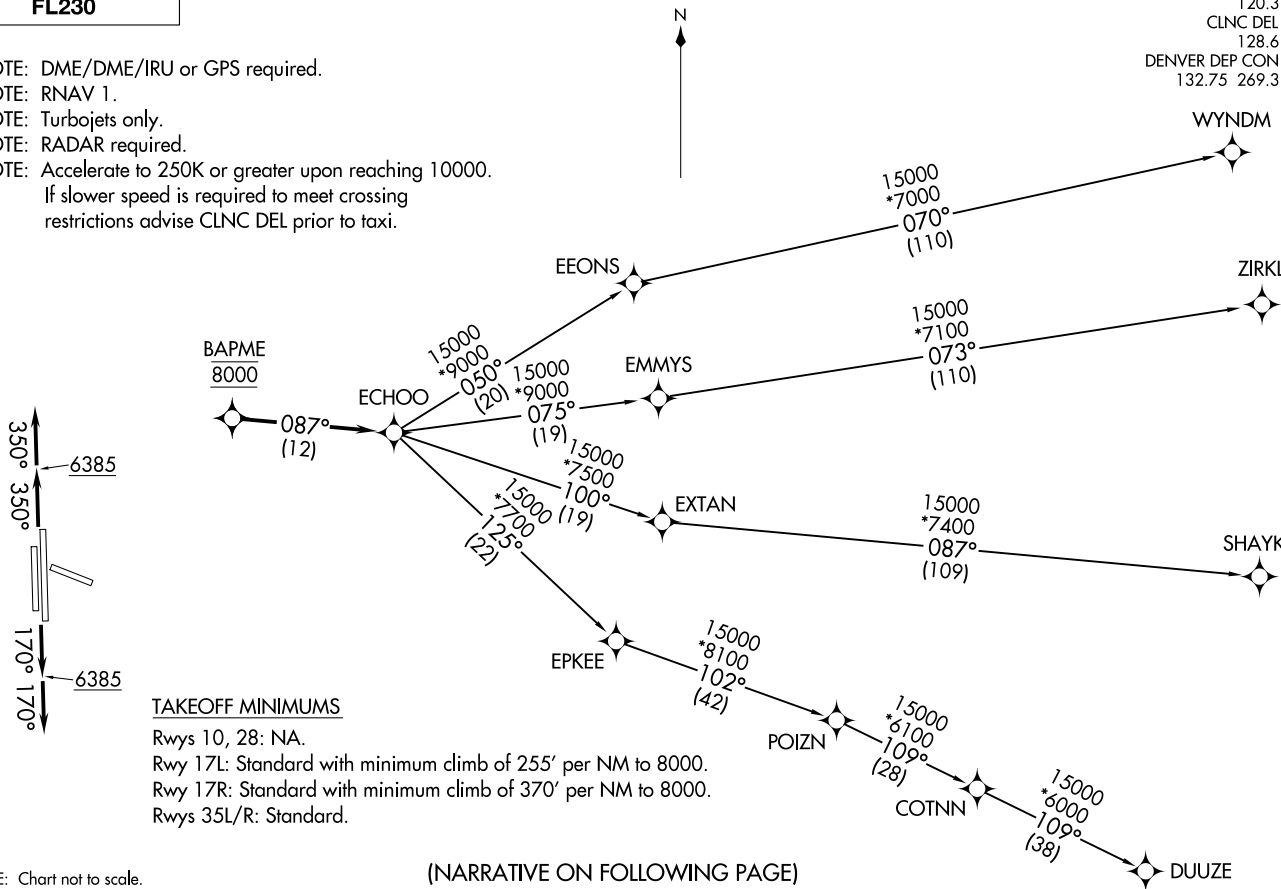 FL230
120.3
CLNC DEL
128.6
DENVER DEP CON
132.75 269.3
N
OTE: DME/DME/IRU or GPS required.
OTE: RNAV 1.
OTE: Turbojets only.
OTE: RADAR required.
OTE: Accelerate to 250K or greater upon reaching 10000.
If slower speed is required to meet crossing
restrictions advise CLNC DEL prior to taxi.
WYNDM
15000
*7000
070°
(110)
EEONS
ZIRKL
15000
*7100
073°
(110)
BAPME
8000
15000
*9000
050°
(20)
15000
*9000
075°
(19)
EMMYS
ECHOO
087°
(12)
350°
6385
350°
15000
*7500
100°
(19)
EXTAN
15000
*7400
087°
(109)
SHAYK
15000
*7700
125°
(22)
EPKEE
15000
*8100
102°
(42)
170°
6385
170°
POIZN
15000
*6100
109°
(28)
COTNN
15000
*6000
109°
(38)
DUUZE
TAKEOFF MINIMUMS
Rwys 10, 28: NA.
Rwy 17L: Standard with minimum climb of 255' per NM to 8000.
Rwy 17R: Standard with minimum climb of 370' per NM to 8000.
Rwys 35L/R: Standard.
E: Chart not to scale.
(NARRATIVE ON FOLLOWING PAGE)